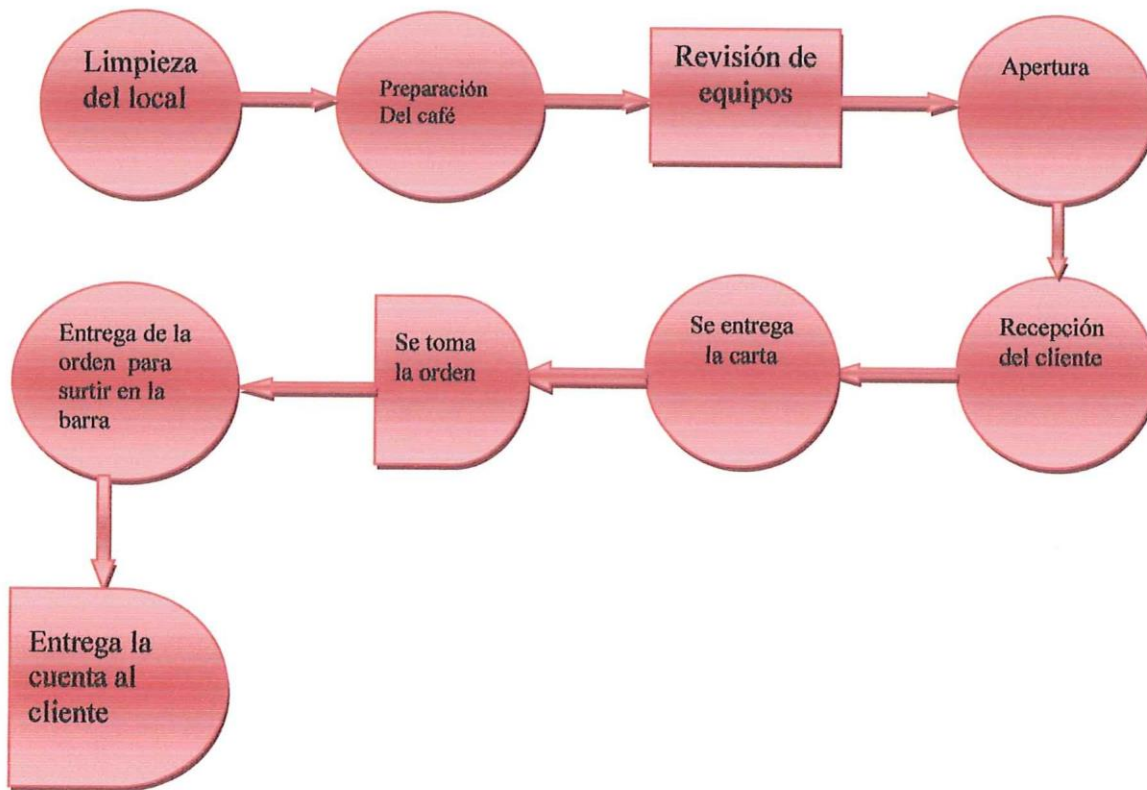 Limpieza
del local
Preparación
Del café
Revisión de
equipos
Apertura
Recepción
del cliente
Se entrega
la carta
Se toma
la orden
Entrega de la
orden para
surtir en la
barra
Entrega la
cuenta al
cliente